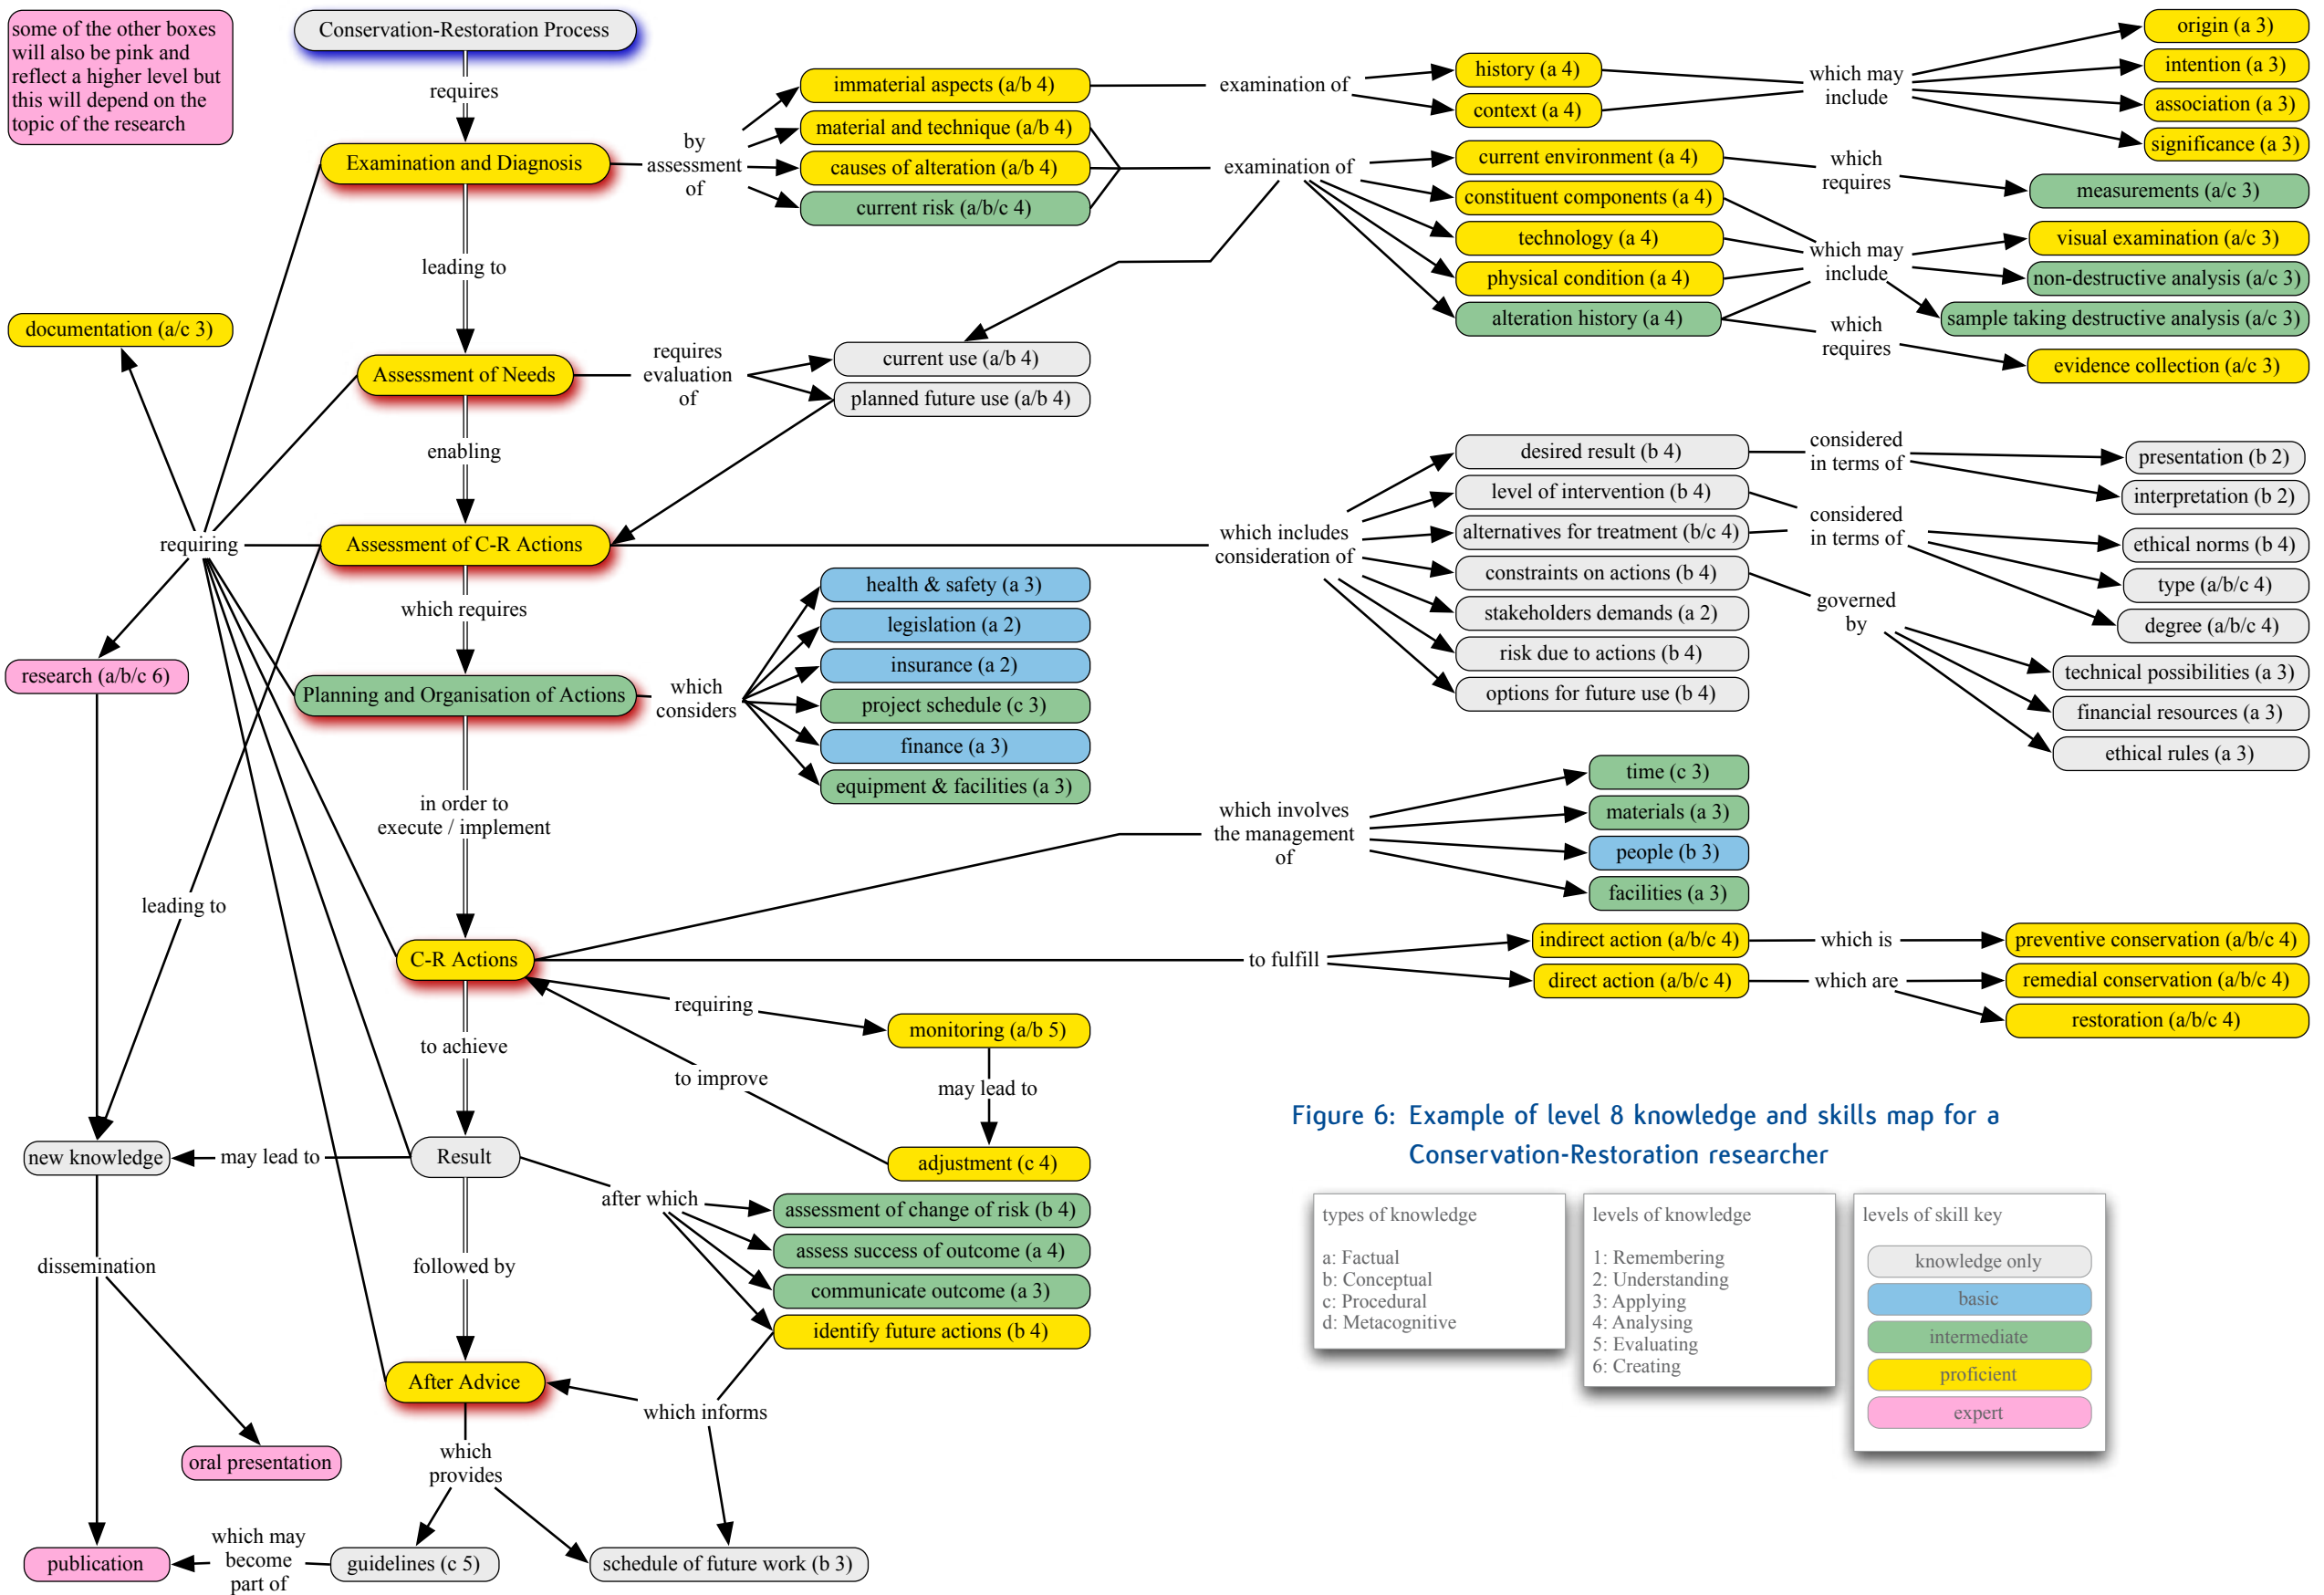 some of the other boxes
will also be pink and
reflect a higher level but
this will depend on the
topic of the research
Conservation-Restoration Process
requires
Examination and Diagnosis
by
assessment
of
immaterial aspects (a/b 4)
material and technique (a/b 4)
causes of alteration (a/b 4)
current risk (a/b/c 4)
examination of
history (a 4)
context (a 4)
which may
include
origin (a 3)
intention (a 3)
association (a 3)
significance (a 3)
examination of
current environment (a 4)
constituent components (a 4)
technology (a 4)
physical condition (a 4)
alteration history (a 4)
which
requires
measurements (a/c 3)
which may
include
visual examination (a/c 3)
non-destructive analysis (a/c 3)
sample taking destructive analysis (a/c 3)
which
requires
evidence collection (a/c 3)
leading to
documentation (a/c 3)
Assessment of Needs
requires
evaluation
of
current use (a/b 4)
planned future use (a/b 4)
enabling
requiring
Assessment of C-R Actions
which includes
consideration of
desired result (b 4)
level of intervention (b 4)
alternatives for treatment (b/c 4)
constraints on actions (b 4)
stakeholders demands (a 2)
risk due to actions (b 4)
options for future use (b 4)
considered
in terms of
presentation (b 2)
interpretation (b 2)
considered
in terms of
ethical norms (b 4)
type (a/b/c 4)
degree (a/b/c 4)
governed
by
technical possibilities (a 3)
financial resources (a 3)
ethical rules (a 3)
which requires
research (a/b/c 6)
Planning and Organisation of Actions
which
considers
health & safety (a 3)
legislation (a 2)
insurance (a 2)
project schedule (c 3)
finance (a 3)
equipment & facilities (a 3)
in order to
execute / implement
which involves
the management
of
time (c 3)
materials (a 3)
people (b 3)
facilities (a 3)
leading to
C-R Actions
to fulfill
indirect action (a/b/c 4)
direct action (a/b/c 4)
which is
preventive conservation (a/b/c 4)
which are
remedial conservation (a/b/c 4)
restoration (a/b/c 4)
requiring
monitoring (a/b 5)
to achieve
to improve
may lead to
adjustment (c 4)
new knowledge
may lead to
Result
after which
assessment of change of risk (b 4)
assess success of outcome (a 4)
communicate outcome (a 3)
identify future actions (b 4)
dissemination
followed by
After Advice
which informs
oral presentation
which
provides
publication
which may
become
part of
guidelines (c 5)
schedule of future work (b 3)
Figure 6: Example of level 8 knowledge and skills map for a
Conservation-Restoration researcher
types of knowledge
a: Factual
b: Conceptual
c: Procedural
d: Metacognitive
levels of knowledge
1: Remembering
2: Understanding
3: Applying
4: Analysing
5: Evaluating
6: Creating
levels of skill key
knowledge only
basic
intermediate
proficient
expert